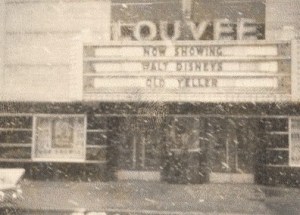 LOUVEE
NOW SHOWING
WALT DISNEYS
OLD YELLER